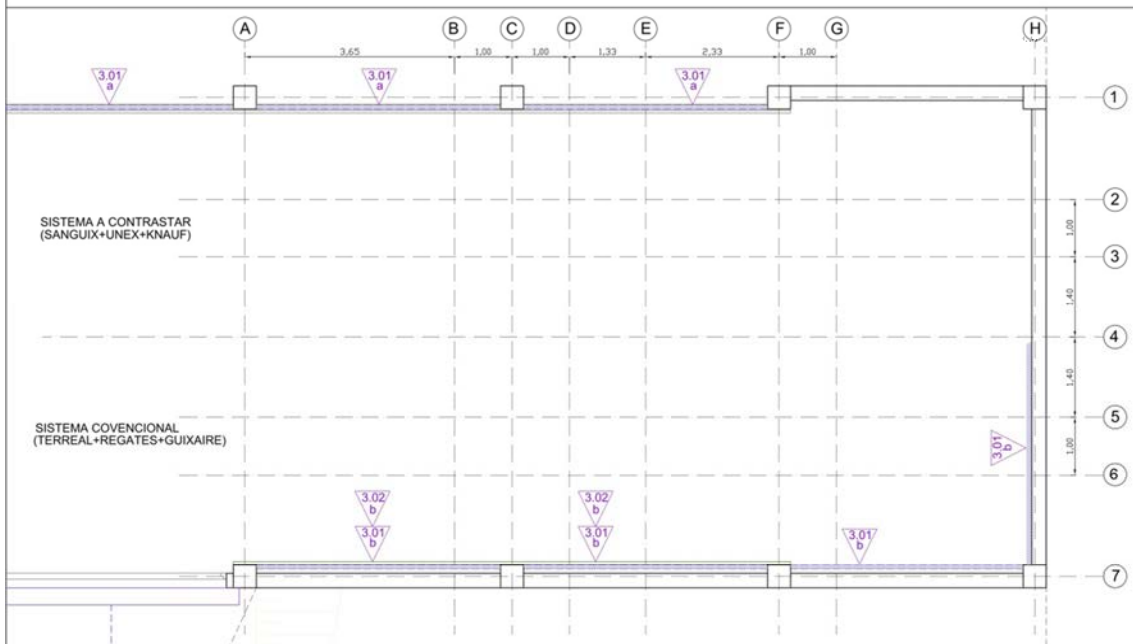 A B C D E F G H
3,65 1,00 1,00 1,33 2,33 1,00
3.01
a
3.01
a
3.01
a
1
2
SISTEMA A CONTRASTAR
(SANGUIX+UNEX+KNAUF)
1,00
3
1,40
4
1,40
SISTEMA COVENCIONAL
(TERREAL+REGATES+GUIXAIRE)
5
3.01
b
1,00
6
3.02
b
3.02
b
3.01
b
3.01
b
3.01
b
7